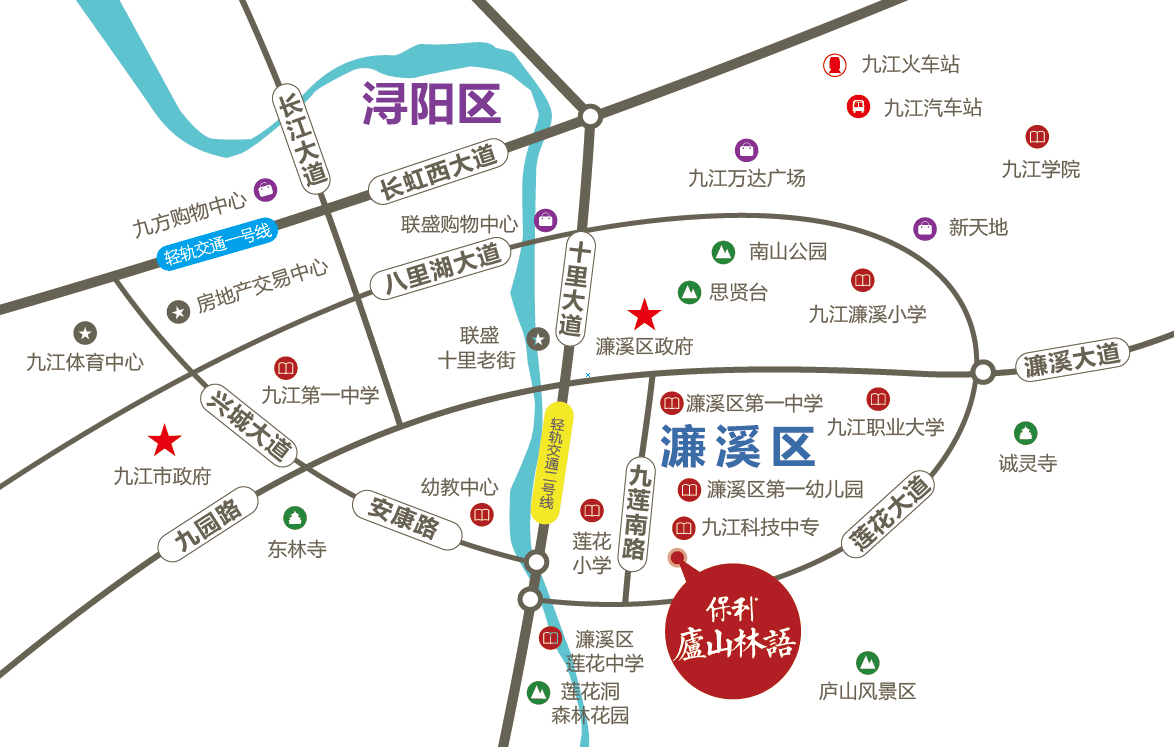 九江火车站
浔阳区
九江汽车站
长江大道
九江学院
长虹西大道
九江万达广场
九方购物中心
联盛购物中心
新天地
轻轨交通一号线
八里湖大道
十里大道
南山公园
房地产交易中心
思贤台
九江濂溪小学
联盛
十里老街
濂溪区政府
九江体育中心
濂溪大道
九江第一中学
濂溪区第一中学
兴城大道
九江职业大学
轻轨交通二号线
濂溪区
九江市政府
诚灵寺
幼教中心
九莲南路
濂溪区第一幼儿园
莲花大道
九园路
安康路
九江科技中专
东林寺
莲花
小学
保利
廬山林語
濂溪区
莲花中学
庐山风景区
莲花洞
森林花园